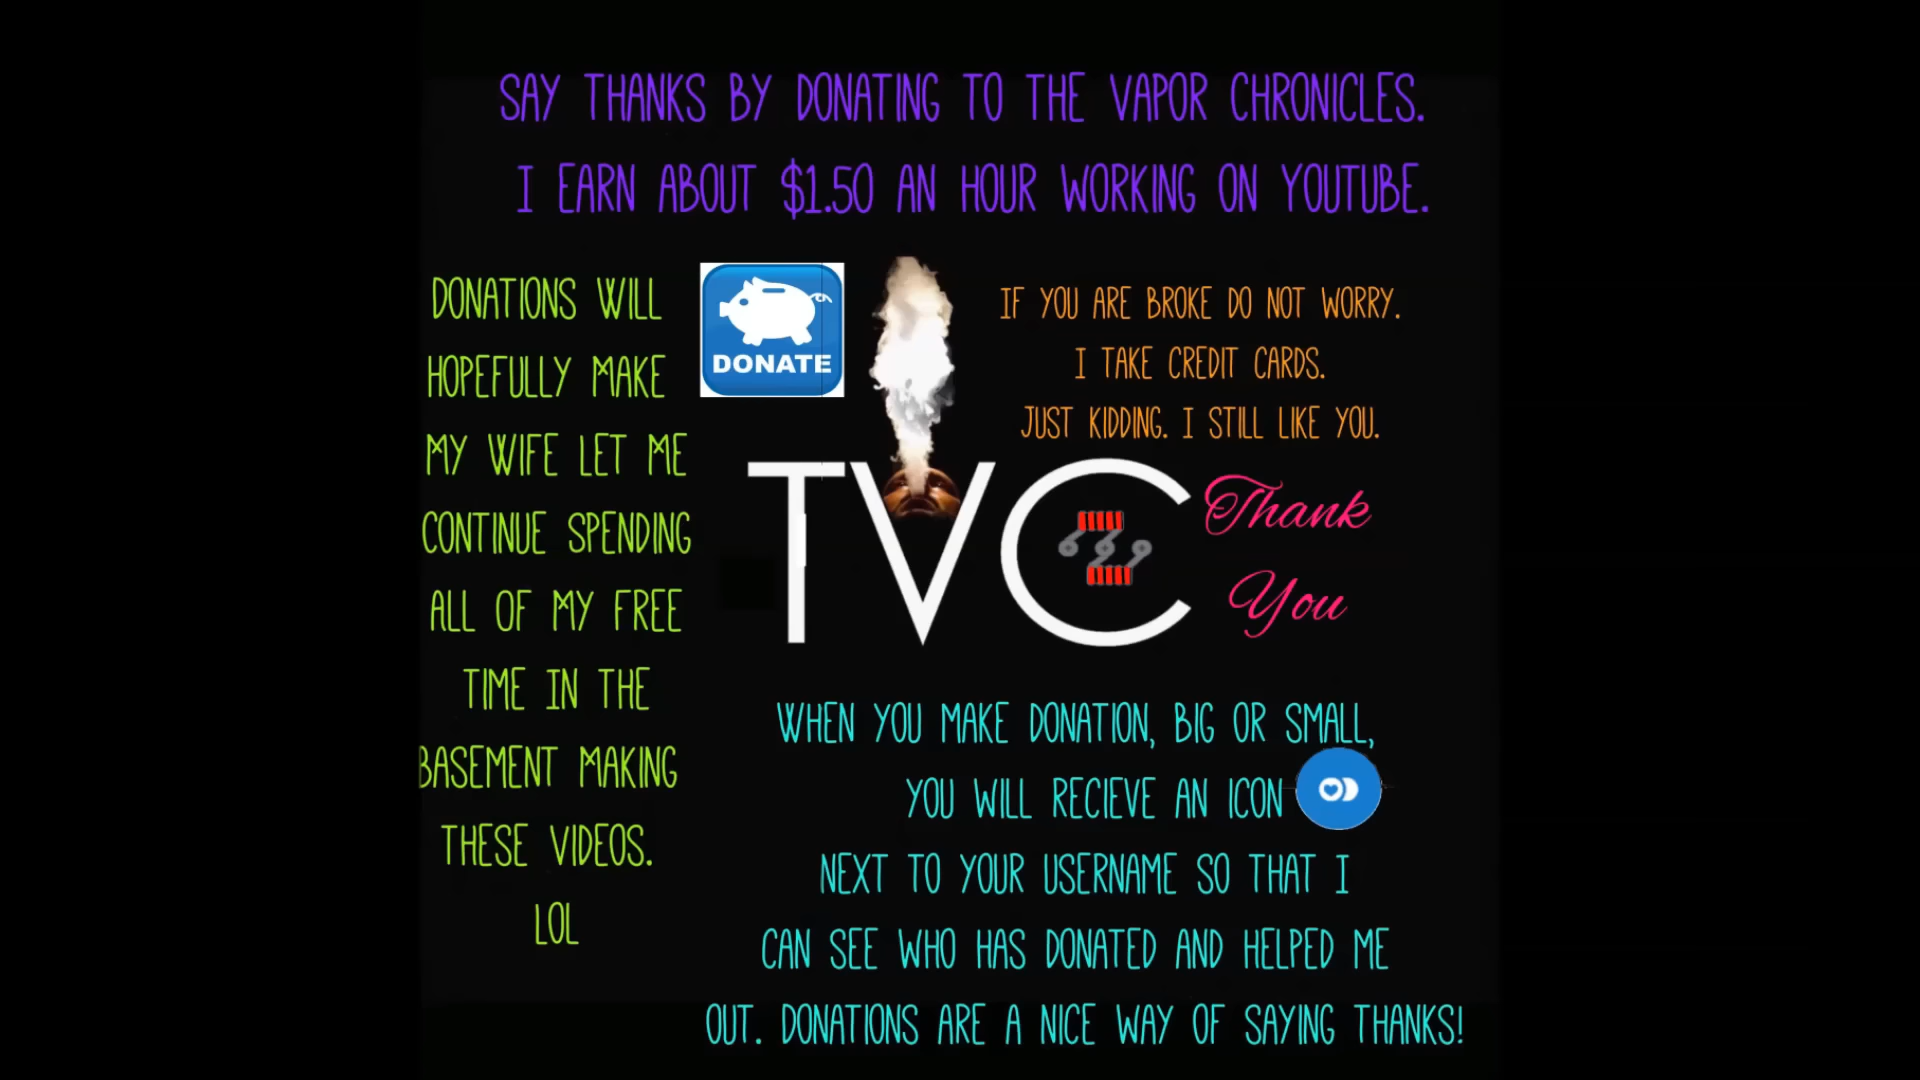 SAY THANKS BY DONATING TO THE VAPOR CHRONICLES.
I EARN ABOUT $1.50 AN HOUR WORKING ON YOUTUBE.
DONATIONS WILL
HOPEFULLY MAKE
MY WIFE LET ME
CONTINUE SPENDING
ALL OF MY FREE
TIME IN THE
BASEMENT MAKING
THESE VIDEOS.
LOL
DONATE
IF YOU ARE BROKE DO NOT WORRY.
I TAKE CREDIT CARDS.
JUST KIDDING. I STILL LIKE YOU.
TVC
Thank
You
WHEN YOU MAKE DONATION, BIG OR SMALL,
YOU WILL RECIEVE AN ICON
NEXT TO YOUR USERNAME SO THAT I
CAN SEE WHO HAS DONATED AND HELPED ME
OUT. DONATIONS ARE A NICE WAY OF SAYING THANKS!